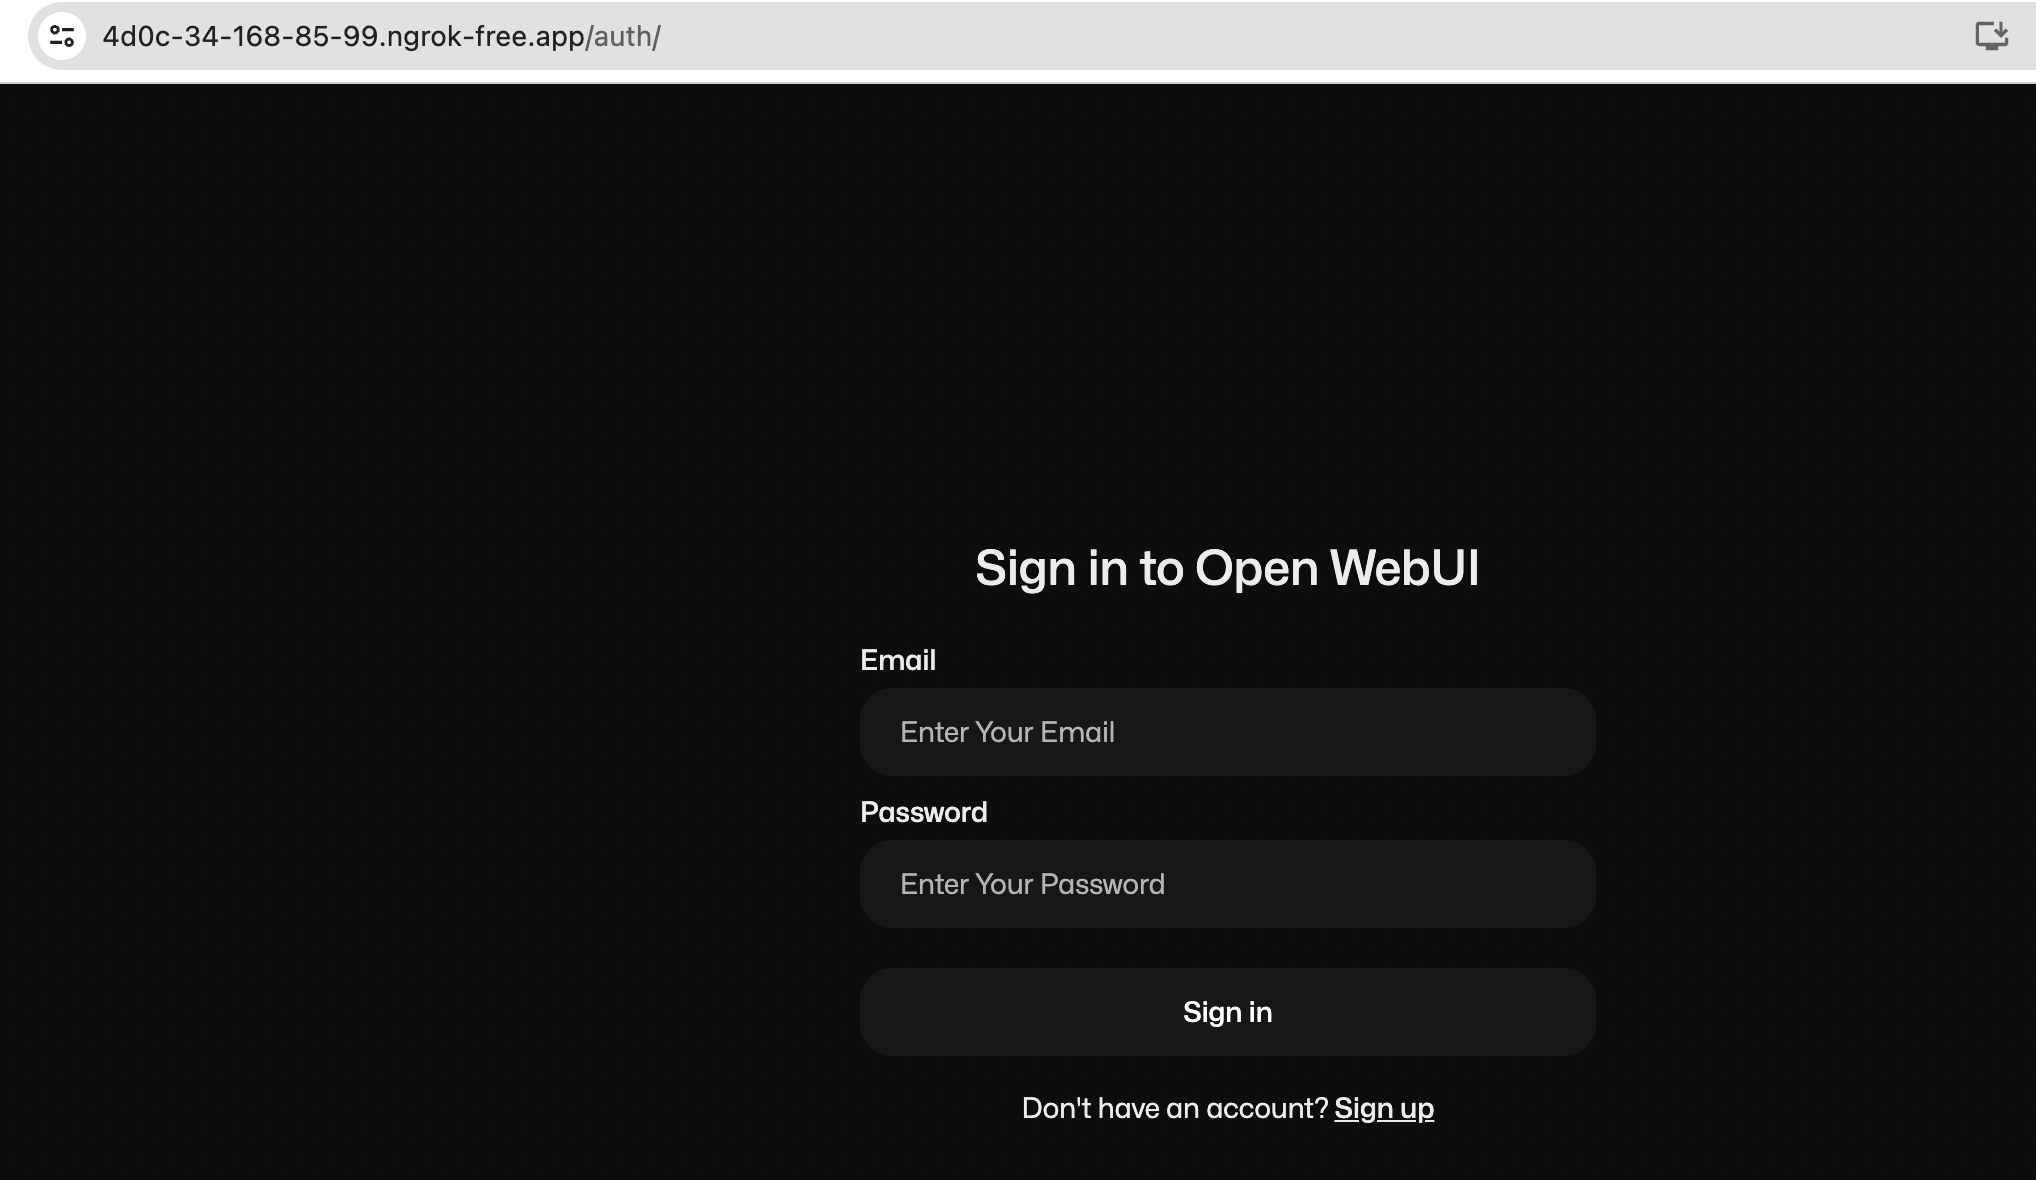 4d0c-34-168-85-99.ngrok-free.app/auth/
Sign in to Open WebUI
Email
Enter Your Email
Password
Enter Your Password
Sign in
Don't have an account? Sign up